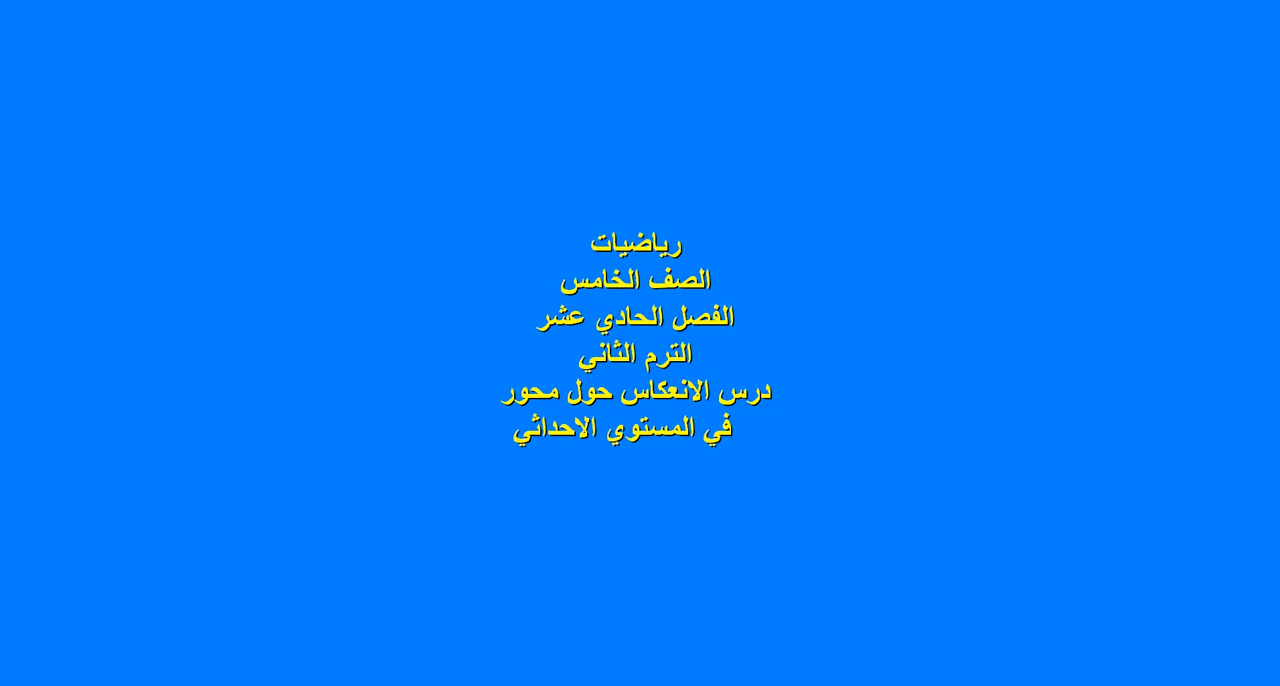 رياضيات
الصف الخامس
الفصل الحادي عشر
الترم الثاني
درس الانعكاس حول محور
في المستوي الاحداثي